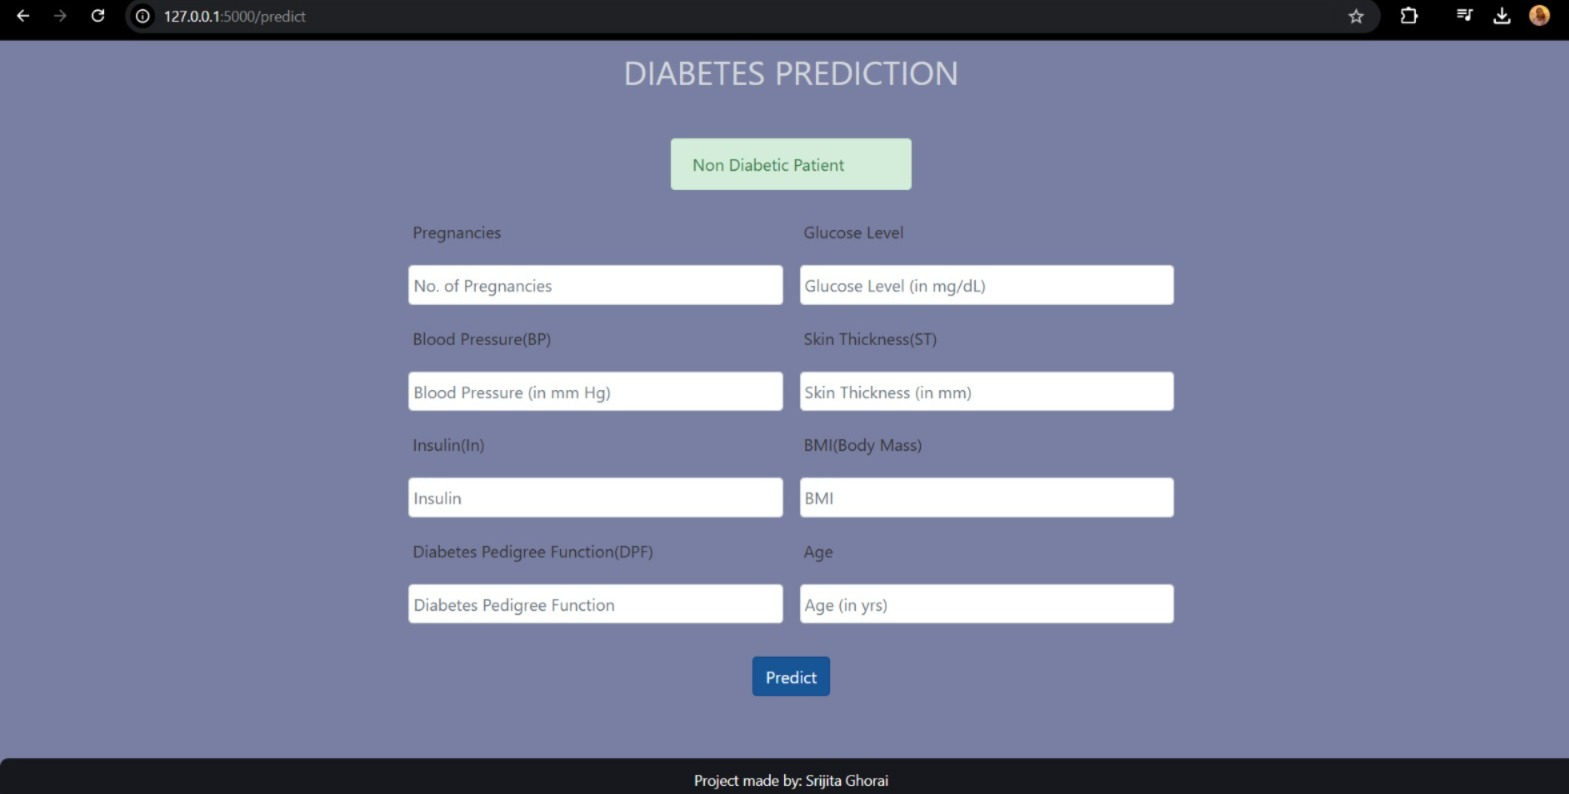 127.0.0.1:5000/predict
DIABETES PREDICTION
Non Diabetic Patient
Pregnancies Glucose Level
No. of Pregnancies Glucose Level (in mg/dL)
Blood Pressure(BP) Skin Thickness(ST)
Blood Pressure (in mm Hg) Skin Thickness (in mm)
Insulin(In) BMI(Body Mass)
Insulin BMI
Diabetes Pedigree Function(DPF) Age
Diabetes Pedigree Function Age (in yrs)
Predict
Project made by: Srijita Ghorai